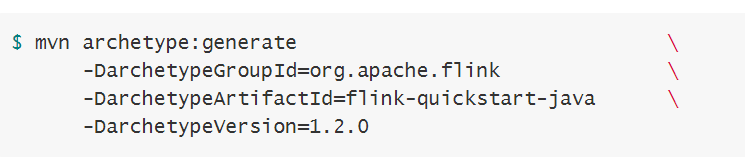 $ mvn archetype:generate \
-DarchetypeGroupId=org.apache.flink \
-DarchetypeArtifactId=flink-quickstart-java \
-DarchetypeVersion=1.2.0